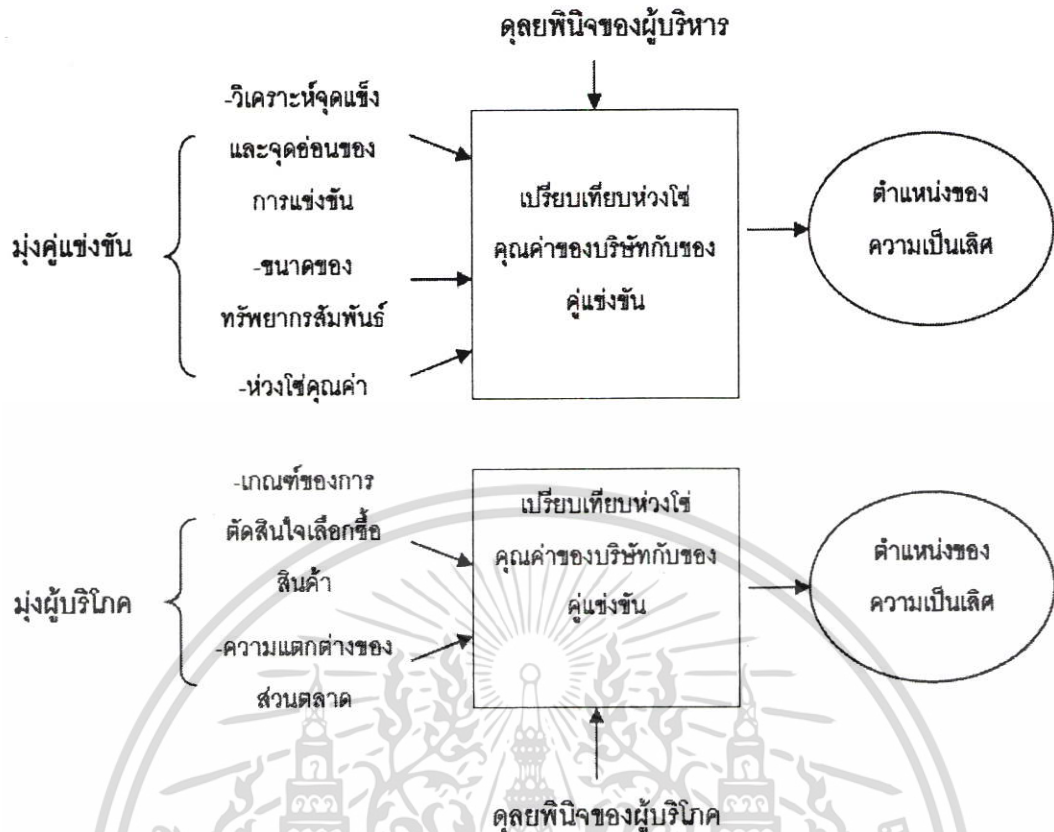 ดุลยพินิจของผู้บริหาร
มุ่งคู่แข่งขัน
-วิเคราะห์จุดแข็ง
และจุดอ่อนของ
การแข่งขัน
-ขนาดของ
ทรัพยากรสัมพันธ์
-ห่วงโซ่คุณค่า
เปรียบเทียบห่วงโซ่
คุณค่าของบริษัทกับของ
คู่แข่งขัน
ตำแหน่งของ
ความเป็นเลิศ
มุ่งผู้บริโภค
-เกณฑ์ของการ
ตัดสินใจเลือกซื้อ
สินค้า
-ความแตกต่างของ
ส่วนตลาด
เปรียบเทียบห่วงโซ่
คุณค่าของบริษัทกับของ
คู่แข่งขัน
ตำแหน่งของ
ความเป็นเลิศ
ดุลยพินิจของผู้บริโภค